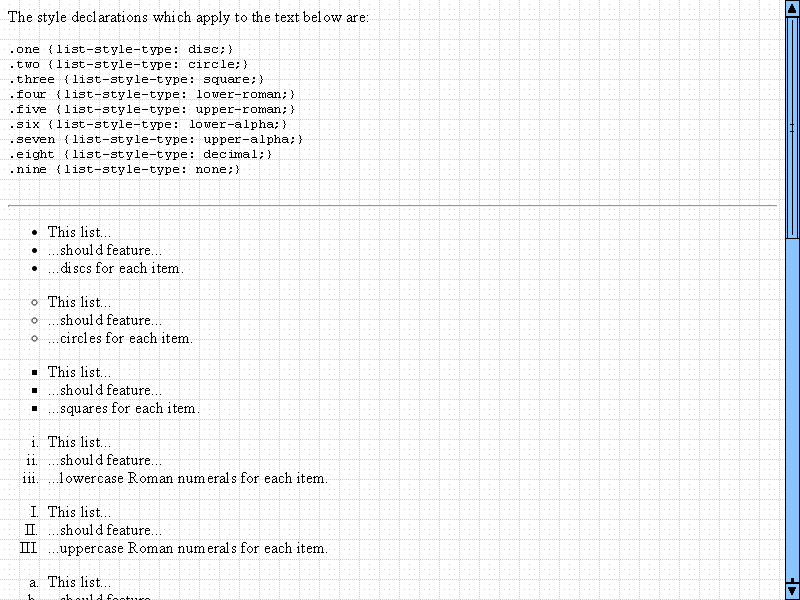 The style declarations which apply to the text below are:
.one {list-style-type: disc;}
.two {list-style-type: circle;}
.three {list-style-type: square;}
.four {list-style-type: lower-roman;}
.five {list-style-type: upper-roman;}
.six {list-style-type: lower-alpha;}
.seven {list-style-type: upper-alpha;}
.eight {list-style-type: decimal;}
.nine {list-style-type: none;}
• This list...
• ...should feature...
• ...discs for each item.
○ This list...
○ ...should feature...
○ ...circles for each item.
▪ This list...
▪ ...should feature...
▪ ...squares for each item.
i. This list...
ii. ...should feature...
iii. ...lowercase Roman numerals for each item.
I. This list...
II. ...should feature...
III. ...uppercase Roman numerals for each item.
a. This list...
b. ...should feature...